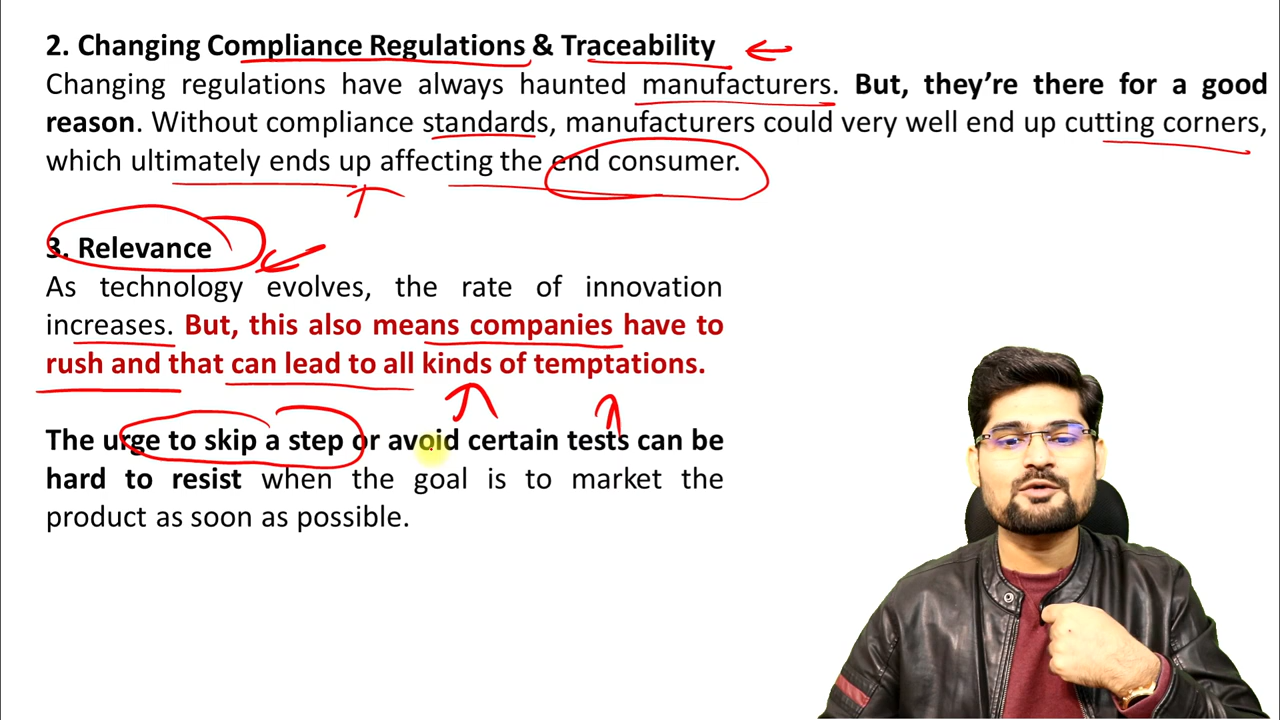 2. Changing Compliance Regulations & Traceability
Changing regulations have always haunted manufacturers. But, they’re there for a good
reason. Without compliance standards, manufacturers could very well end up cutting corners,
which ultimately ends up affecting the end consumer.
3. Relevance
As technology evolves, the rate of innovation
increases. But, this also means companies have to
rush and that can lead to all kinds of temptations.
The urge to skip a step or avoid certain tests can be
hard to resist when the goal is to market the
product as soon as possible.